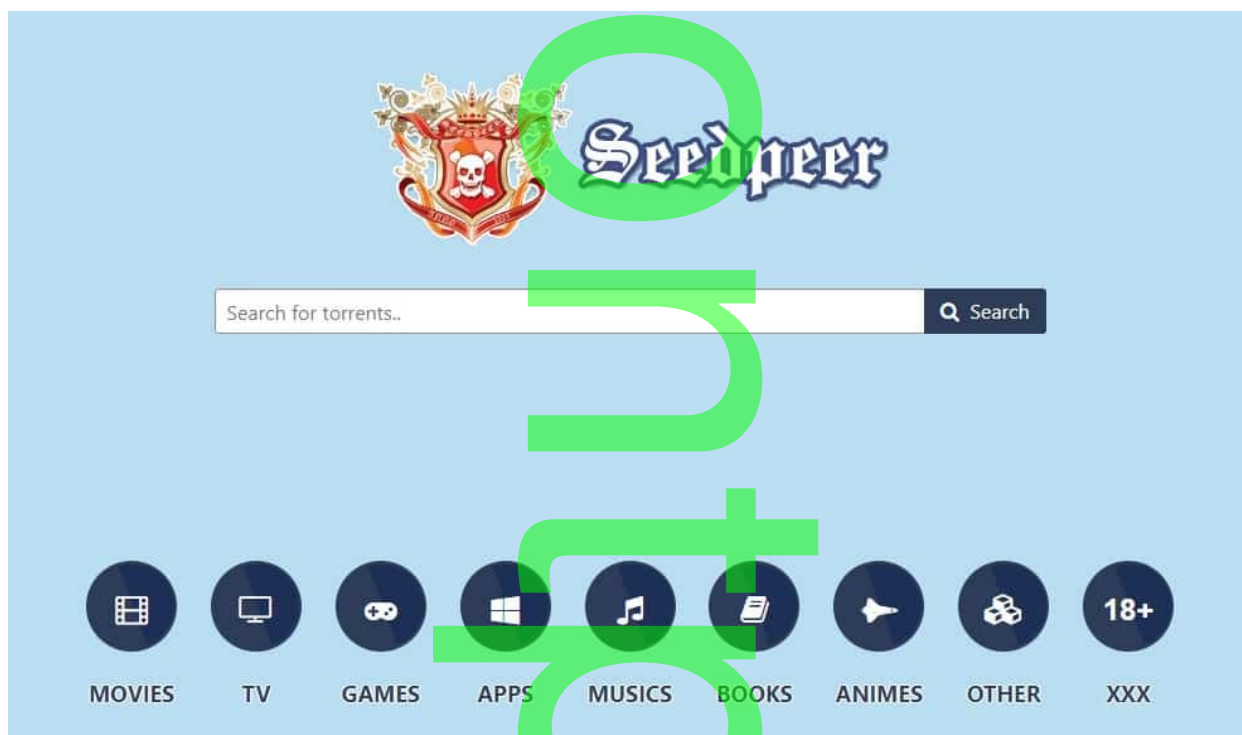 Seedpeer
Search for torrents..
Search
18+
MOVIES
TV
GAMES
APPS
MUSICS
BOOKS
ANIMES
OTHER
XXX